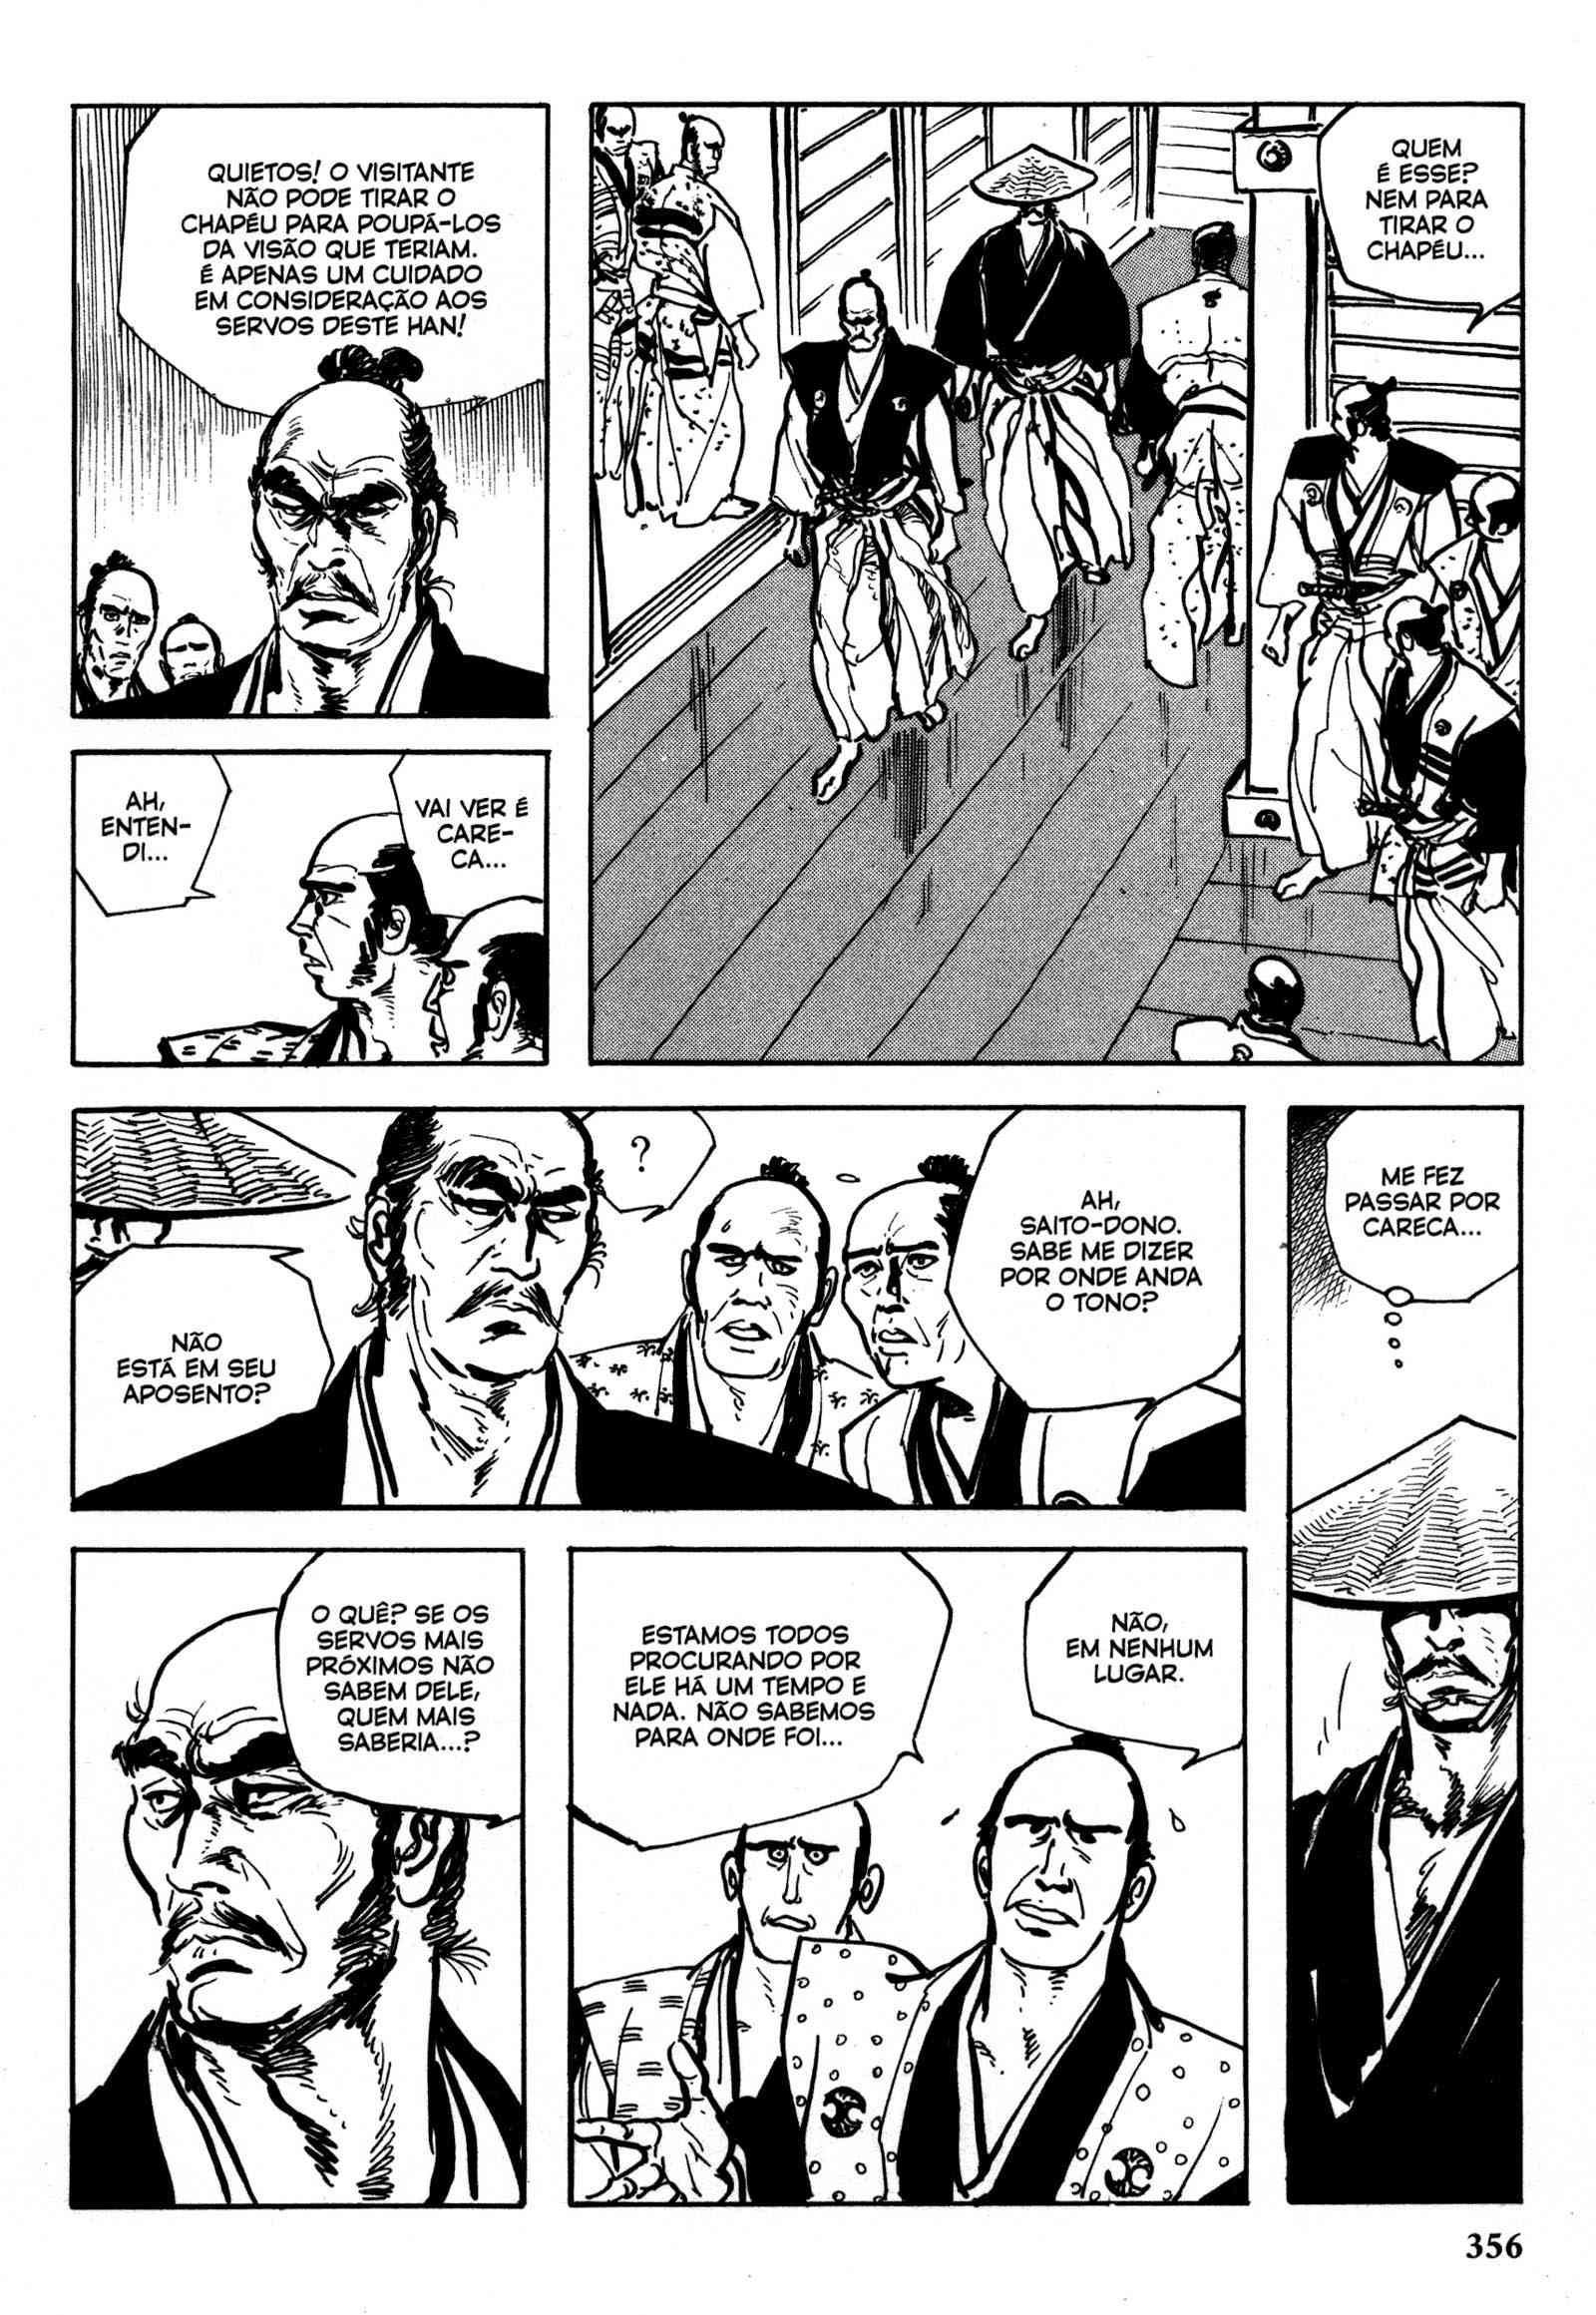 QUEM
É ESSE?
NEM PARA
TIRAR O
CHAPÉU...
QUIETOS! O VISITANTE
NÃO PODE TIRAR O
CHAPÉU PARA POUPÁ-LOS
DA VISÃO QUE TERIAM.
É APENAS UM CUIDADO
EM CONSIDERAÇÃO AOS
SERVOS DESTE HAN!
VAI VER É
CARE-
CA...
AH,
ENTEN-
DI...
ME FEZ
PASSAR POR
CARECA...
AH,
SAITO-DONO.
SABE ME DIZER
POR ONDE ANDA
O TONO?
?
NÃO
ESTÁ EM SEU
APOSENTO?
NÃO,
EM NENHUM
LUGAR.
ESTAMOS TODOS
PROCURANDO POR
ELE HÁ UM TEMPO E
NADA. NÃO SABEMOS
PARA ONDE FOI...
O QUÊ? SE OS
SERVOS MAIS
PRÓXIMOS NÃO
SABEM DELE,
QUEM MAIS
SABERIA...?
356